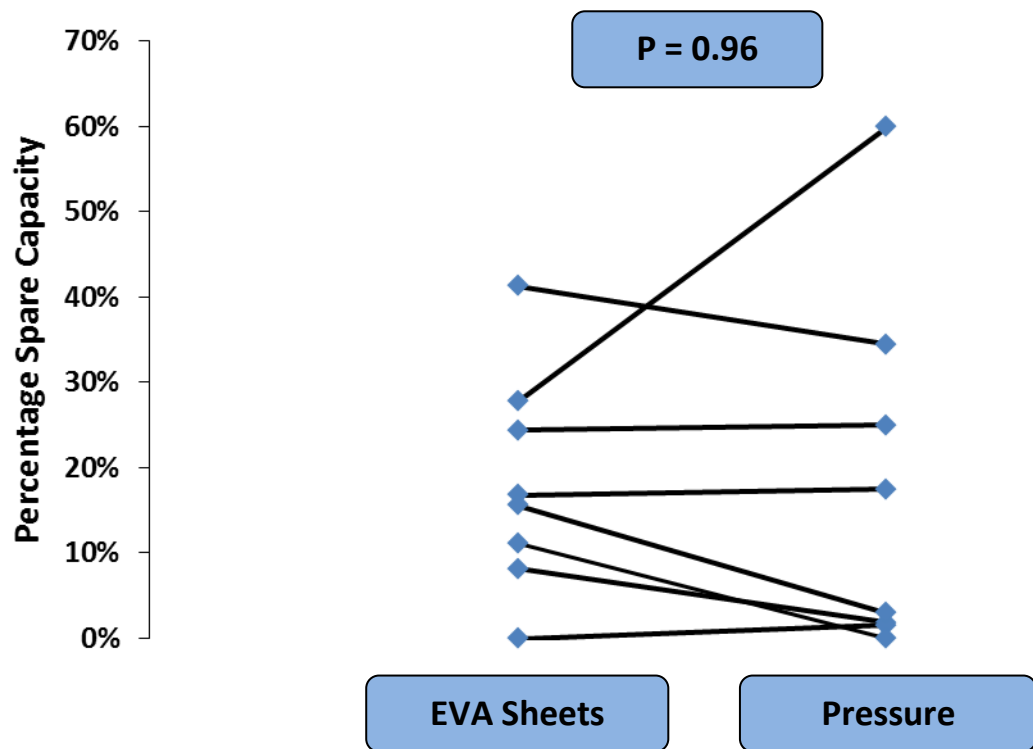 70%
P = 0.96
60%
50%
40%
30%
20%
10%
0%
Percentage Spare Capacity
EVA Sheets
Pressure